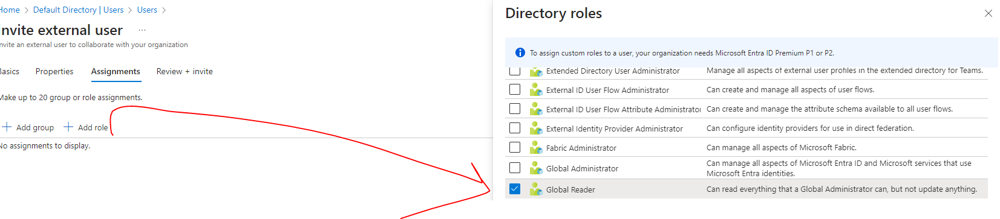 Home > Default Directory | Users > Users >
Invite external user ...
Invite an external user to collaborate with your organization
Basics Properties Assignments Review + invite
Make up to 20 group or role assignments.
Add group Add role
No assignments to display.
Directory roles
To assign custom roles to a user, your organization needs Microsoft Entra ID Premium P1 or P2.
Extended Directory User Administrator Manage all aspects of external user profiles in the extended directory for Teams.
External ID User Flow Administrator Can create and manage all aspects of user flows.
External ID User Flow Attribute Administrator Can create and manage the attribute schema available to all user flows.
External Identity Provider Administrator Can configure identity providers for use in direct federation.
Fabric Administrator Can manage all aspects of Microsoft Fabric.
Global Administrator Can manage all aspects of Microsoft Entra ID and Microsoft services that use
Microsoft Entra identities.
Global Reader Can read everything that a Global Administrator can, but not update anything.